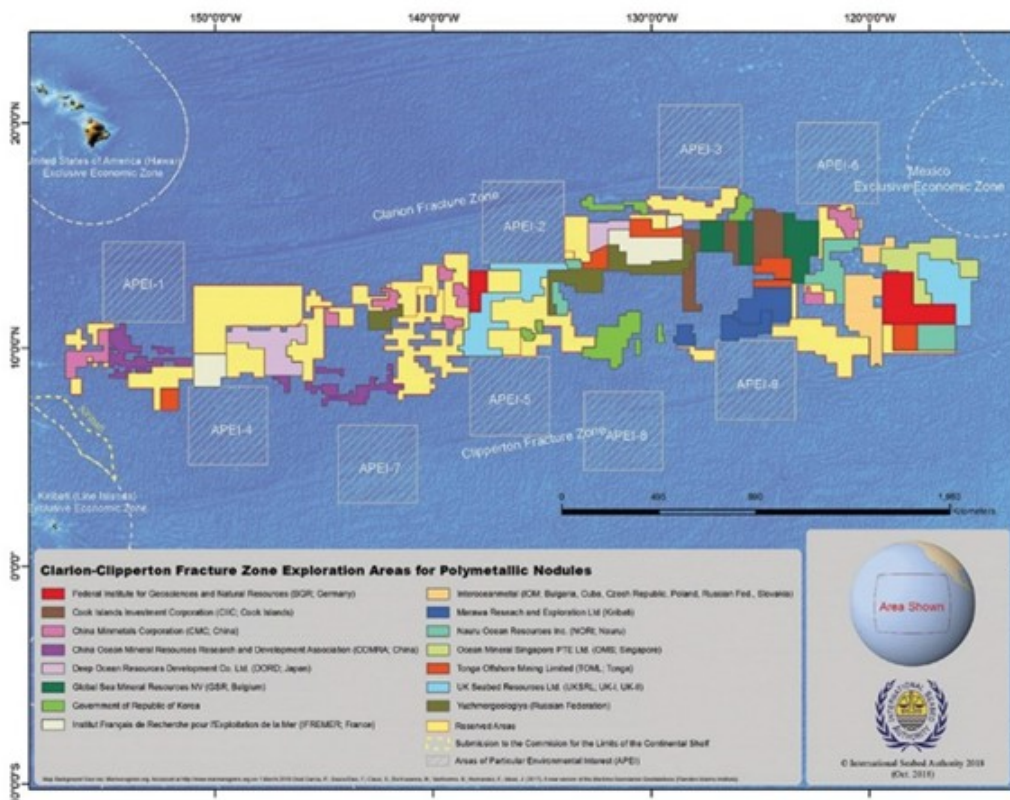 150°0'0"W 140°0'0"W 130°0'0"W 120°0'0"W
20°0'0"N
10°0'0"N
0°0'0"
10°0'0"S
United States of America (Hawaii)
Exclusive Economic Zone
Mexico
Exclusive Economic Zone
Clarion Fracture Zone
APEI-3
APEI-6
APEI-2
APEI-1
APEI-9
APEI-5
APEI-4
APEI-8
APEI-7
Clipperton Fracture Zone
Kiribati (Line Islands)
Exclusive Economic Zone
0
Kilometers
Clarion-Clipperton Fracture Zone Exploration Areas for Polymetallic Nodules
Federal Institute for Geosciences and Natural Resources (BGR; Germany)
Cook Islands Investment Corporation (CIIC; Cook Islands)
China Minmetals Corporation (CMC; China)
China Ocean Mineral Resources Research and Development Association (COMRA; China)
Deep Ocean Resources Development Co. Ltd. (DORD; Japan)
Global Sea Mineral Resources NV (GSR; Belgium)
Government of Republic of Korea
Institut Français de Recherche pour l'Exploitation de la Mer (IFREMER; France)
Interoceanmetal (IOM; Bulgaria, Cuba, Czech Republic, Poland, Russian Fed., Slovakia)
Marawa Research and Exploration Ltd (Kiribati)
Nauru Ocean Resources Inc. (NORI; Nauru)
Ocean Mineral Singapore PTE Ltd. (OMS; Singapore)
Tonga Offshore Mining Limited (TOML; Tonga)
UK Seabed Resources Ltd. (UKSRL; UK-I, UK-II)
Yuzhmorgeologiya (Russian Federation)
Reserved Areas
Submission to the Commision for the Limits of the Continental Shelf
Areas of Particular Environmental Interest (APEI)
Area Shown
INTERNATIONAL SEABED AUTHORITY
© International Seabed Authority 2018
(Oct. 2018)